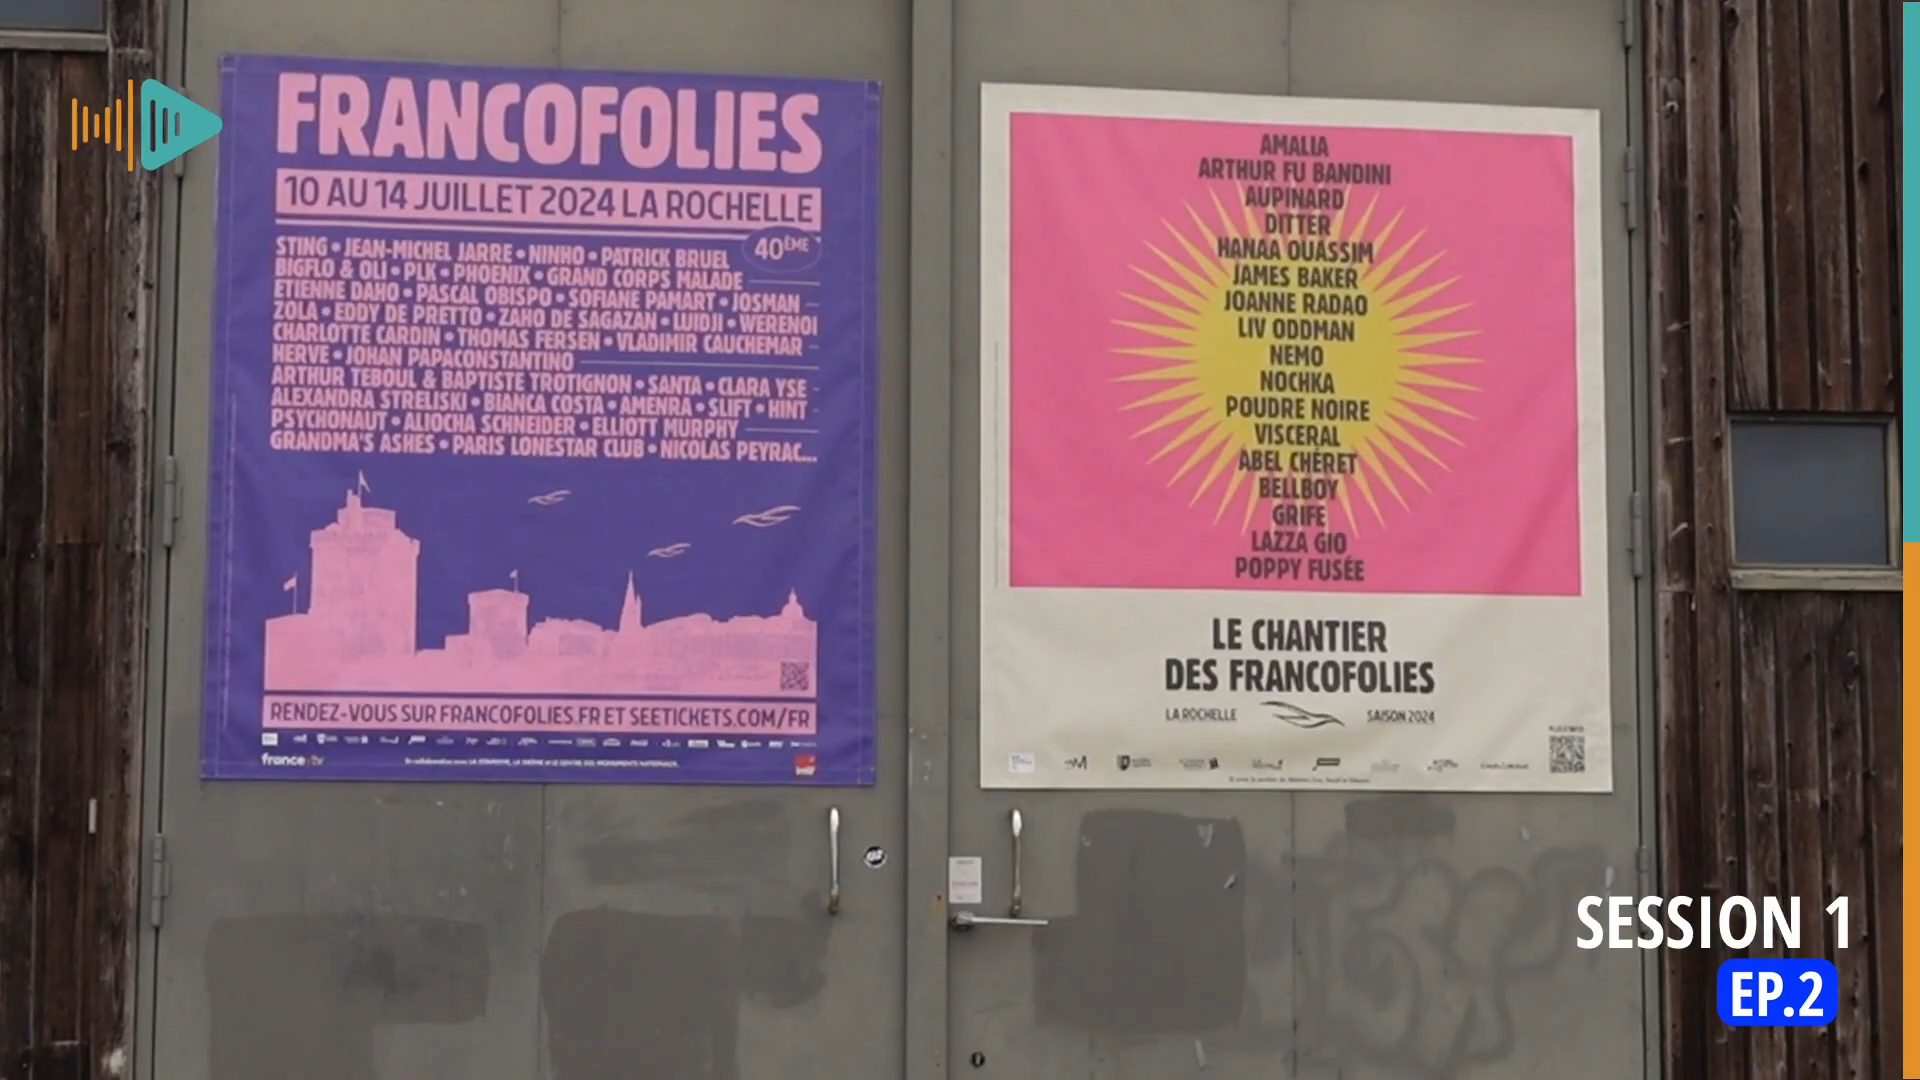 FRANCOFOLIES
10 AU 14 JUILLET 2024 LA ROCHELLE
40ÈME
STING • JEAN-MICHEL JARRE • NINHO • PATRICK BRUEL
BIGFLO & OLI • PLK • PHOENIX • GRAND CORPS MALADE
ETIENNE DAHO • PASCAL OBISPO • SOFIANE PAMART • JOSMAN
ZOLA • EDDY DE PRETTO • ZAHO DE SAGAZAN • LUIDJI • WERENOI
CHARLOTTE CARDIN • THOMAS FERSEN • VLADIMIR CAUCHEMAR
HERVE • JOHAN PAPACONSTANTINO
ARTHUR TEBOUL & BAPTISTE TROTIGNON • SANTA • CLARA YSE
ALEXANDRA STRELISKI • BIANCA COSTA • AMENRA • SLIFT • HINT
PSYCHONAUT • ALIOCHA SCHNEIDER • ELLIOTT MURPHY
GRANDMA'S ASHES • PARIS LONESTAR CLUB • NICOLAS PEYRAC...
RENDEZ-VOUS SUR FRANCOFOLIES.FR ET SEETICKETS.COM/FR
france•tv
AMALIA
ARTHUR FU BANDINI
AUPINARD
DITTER
HANAA OUASSIM
JAMES BAKER
JOANNE RADAO
LIV ODDMAN
NEMO
NOCHKA
POUDRE NOIRE
VISCERAL
ABEL CHÉRET
BELLBOY
GRIFE
LAZZA GIO
POPPY FUSÉE
LE CHANTIER
DES FRANCOFOLIES
LA ROCHELLE SAISON 2024
SESSION 1
EP.2